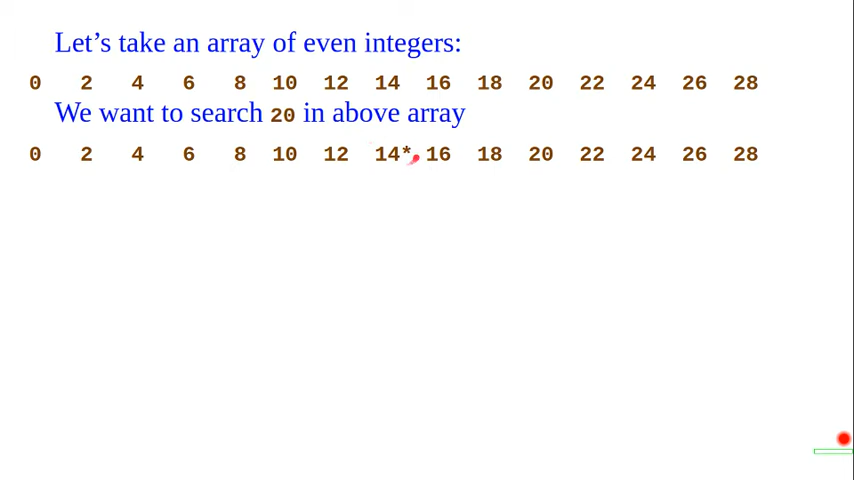 Let’s take an array of even integers:
0 2 4 6 8 10 12 14 16 18 20 22 24 26 28
We want to search 20 in above array
0 2 4 6 8 10 12 14* 16 18 20 22 24 26 28